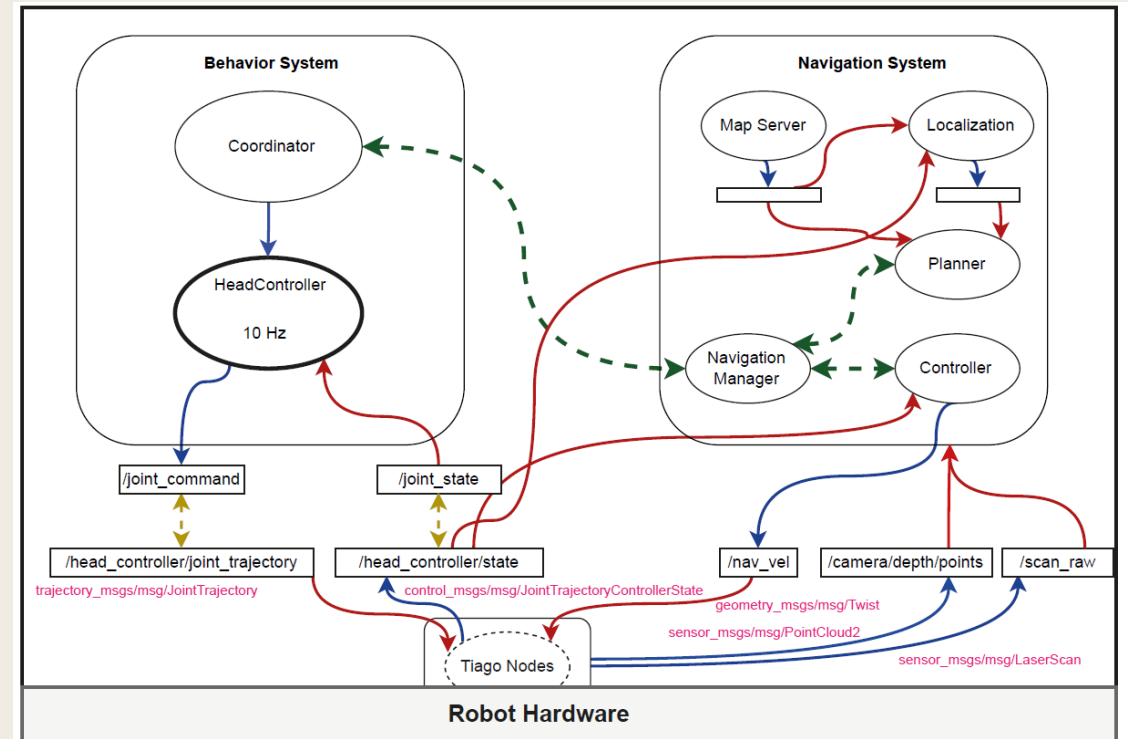 Behavior System
Navigation System
Coordinator
Map Server
Localization
HeadController
10 Hz
Planner
Navigation
Manager
Controller
/joint_command
/joint_state
/head_controller/joint_trajectory
/head_controller/state
/nav_vel
/camera/depth/points
/scan_raw
trajectory_msgs/msg/JointTrajectory
control_msgs/msg/JointTrajectoryControllerState
geometry_msgs/msg/Twist
sensor_msgs/msg/PointCloud2
sensor_msgs/msg/LaserScan
Tiago Nodes
Robot Hardware